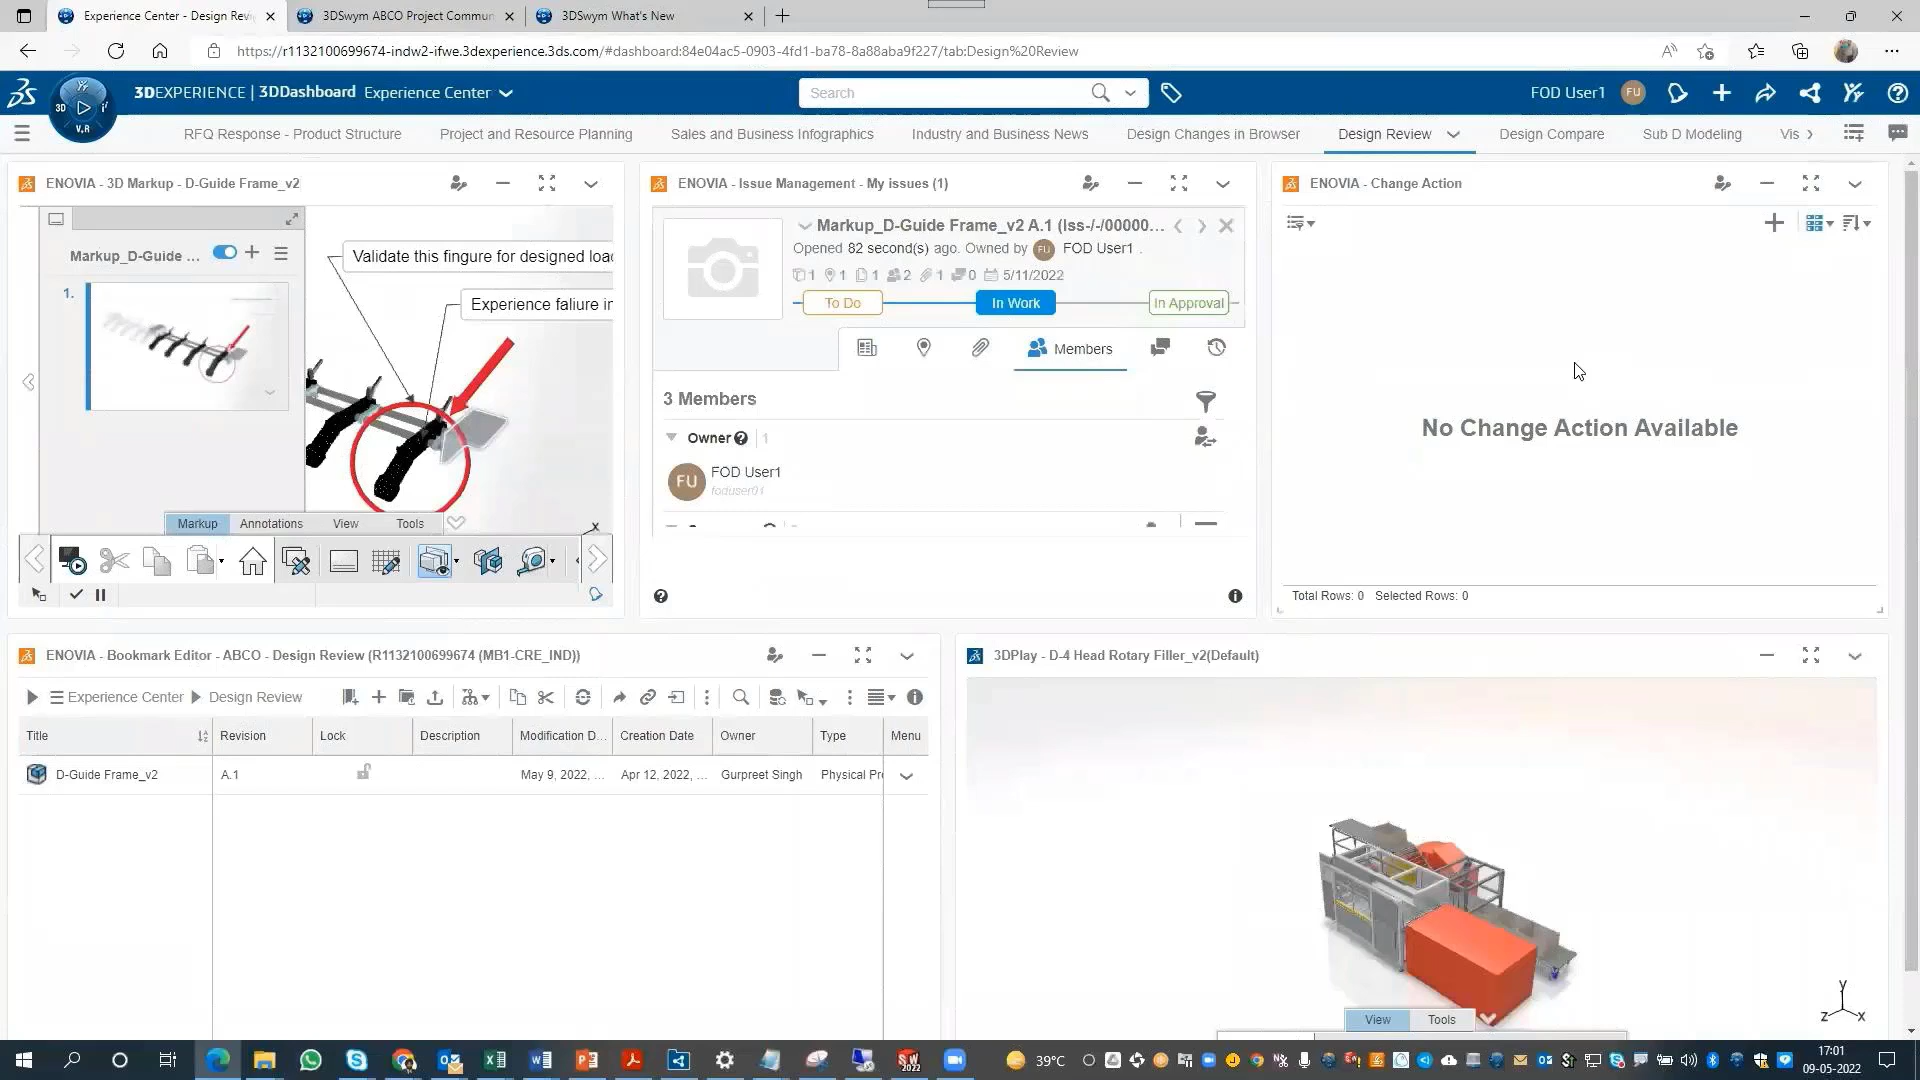 Experience Center - Design Revi
3DSwym ABCO Project Commun
3DSwym What's New
https://r1132100699674-indw2-ifwe.3dexperience.3ds.com/#dashboard:84e04ac5-0903-4fd1-ba78-8a88aba9f227/tab:Design%20Review
3DEXPERIENCE | 3DDashboard Experience Center
Search
FOD User1 FU
3D V.R
RFQ Response - Product Structure
Project and Resource Planning
Sales and Business Infographics
Industry and Business News
Design Changes in Browser
Design Review
Design Compare
Sub D Modeling
Vis
ENOVIA - 3D Markup - D-Guide Frame_v2
Markup_D-Guide ...
1.
Validate this fingure for designed loa
Experience faliure in
Markup Annotations View Tools
x
ENOVIA - Issue Management - My issues (1)
Markup_D-Guide Frame_v2 A.1 (Iss-/-/00000...
Opened 82 second(s) ago. Owned by FU FOD User1 .
1 1 1 2 1 0 5/11/2022
To Do In Work In Approval
Members
3 Members
Owner 1
FU FOD User1
foduser01
ENOVIA - Change Action
No Change Action Available
Total Rows: 0 Selected Rows: 0
ENOVIA - Bookmark Editor - ABCO - Design Review (R1132100699674 (MB1-CRE_IND))
Experience Center Design Review
Title Revision Lock Description Modification D... Creation Date Owner Type Menu
D-Guide Frame_v2 A.1 May 9, 2022, ... Apr 12, 2022, ... Gurpreet Singh Physical Pr
3DPlay - D-4 Head Rotary Filler_v2(Default)
View Tools
y
z x
39°C
17:01
09-05-2022